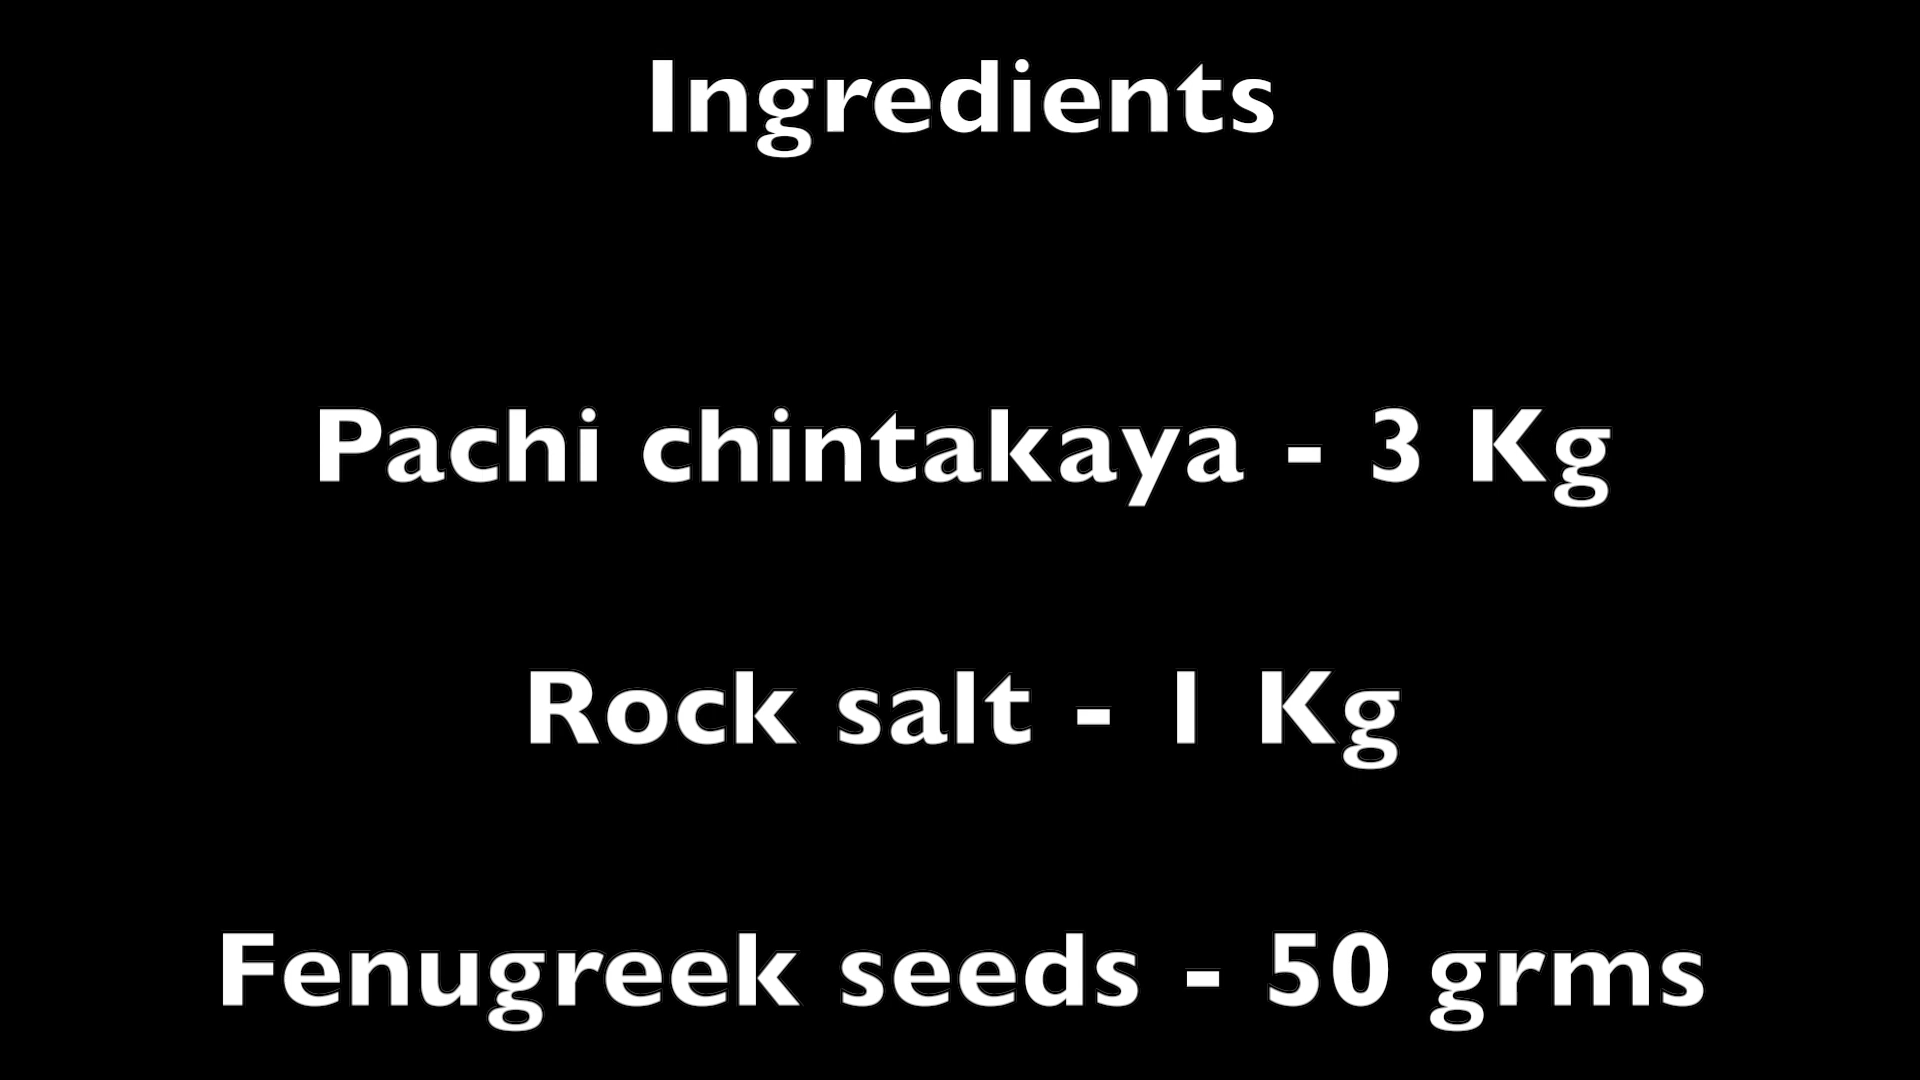 Ingredients
Pachi chintakaya - 3 Kg
Rock salt - 1 Kg
Fenugreek seeds - 50 grms